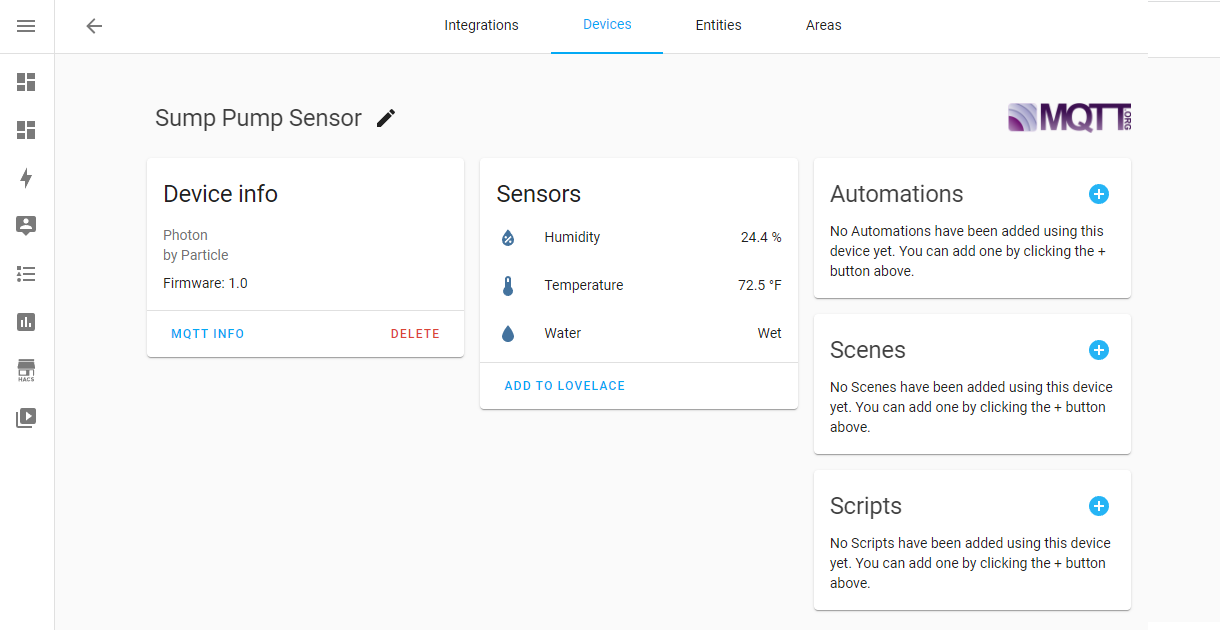 Integrations
Devices
Entities
Areas
Sump Pump Sensor
MQTT.ORG
Device info
Photon
by Particle
Firmware: 1.0
MQTT INFO
DELETE
Sensors
Humidity 24.4 %
Temperature 72.5 °F
Water Wet
ADD TO LOVELACE
Automations
No Automations have been added using this
device yet. You can add one by clicking the +
button above.
Scenes
No Scenes have been added using this device
yet. You can add one by clicking the + button
above.
Scripts
No Scripts have been added using this device
yet. You can add one by clicking the + button
above.
HACS